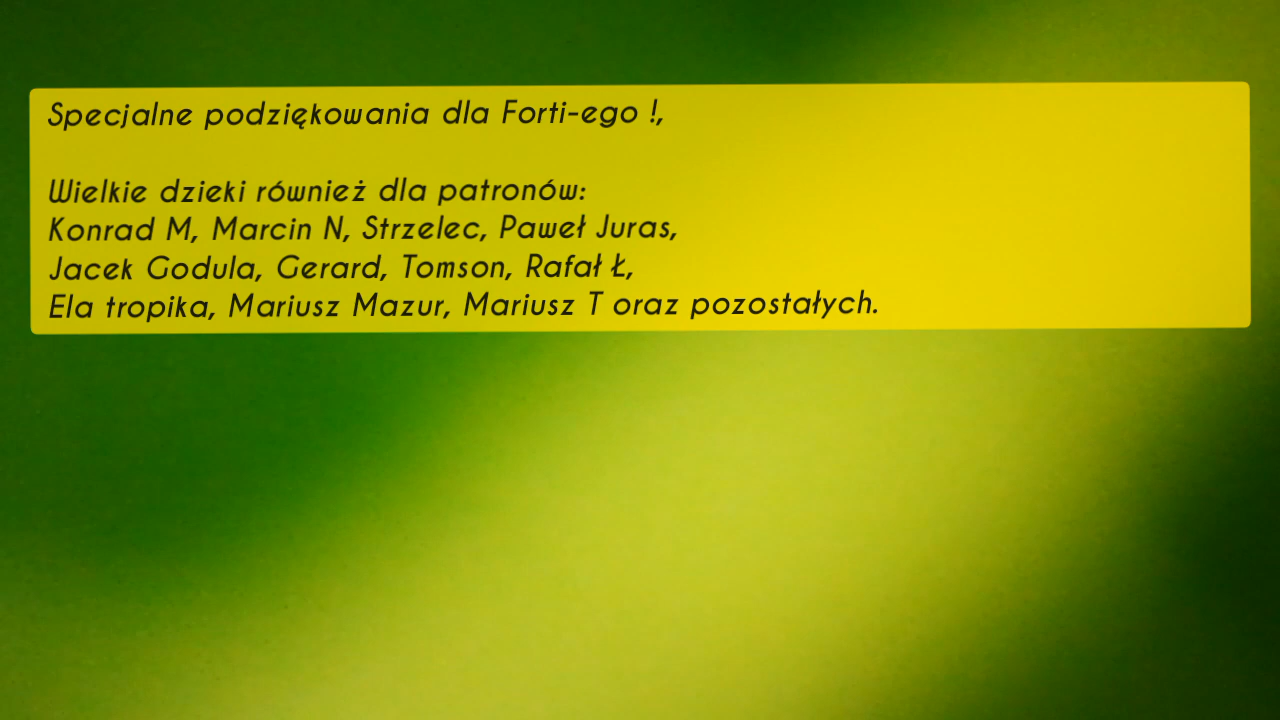 Specjalne podziękowania dla Forti-ego !,
Wielkie dzieki również dla patronów:
Konrad M, Marcin N, Strzelec, Paweł Juras,
Jacek Godula, Gerard, Tomson, Rafał Ł,
Ela tropika, Mariusz Mazur, Mariusz T oraz pozostałych.